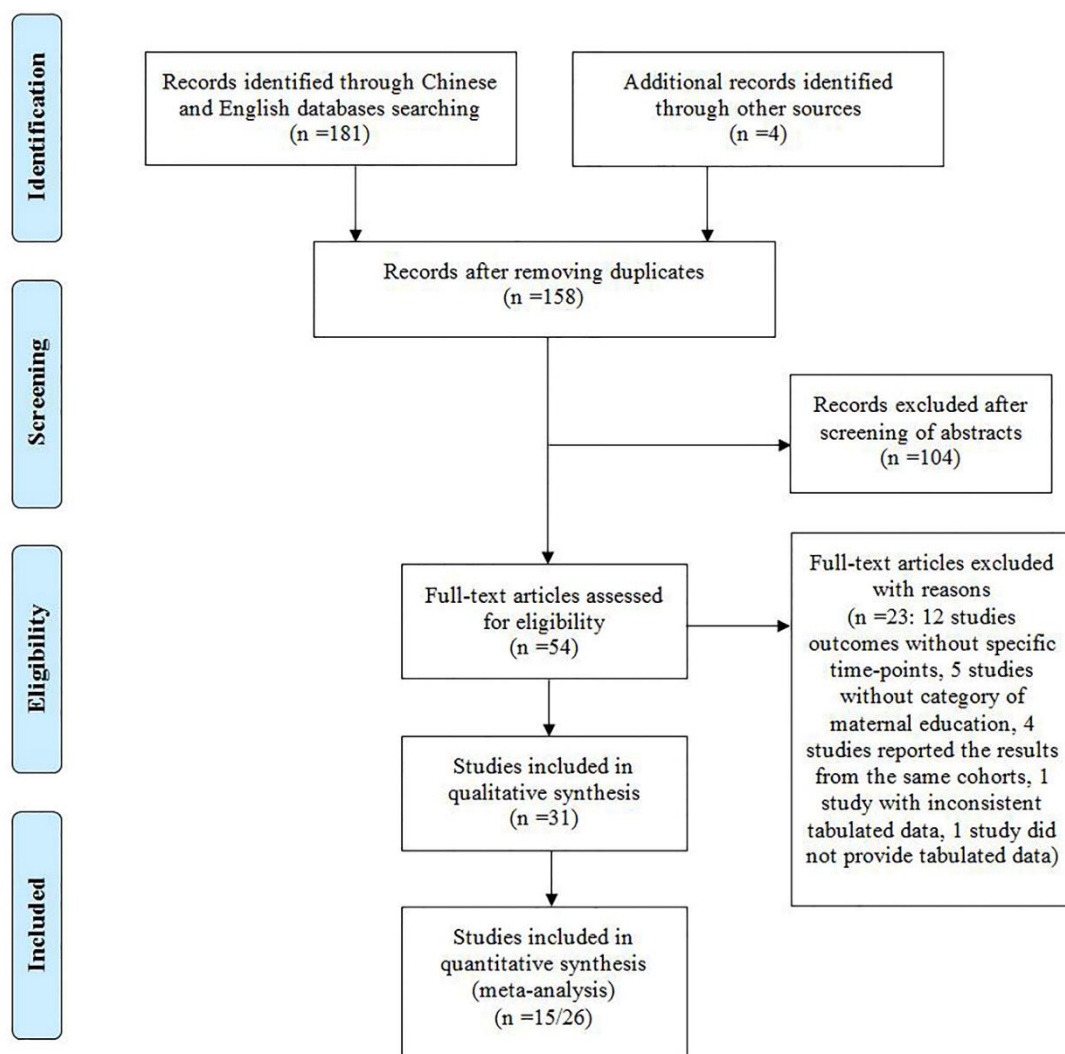 Identification
Records identified through Chinese
and English databases searching
(n =181)
Additional records identified
through other sources
(n =4)
Records after removing duplicates
(n =158)
Screening
Records excluded after
screening of abstracts
(n =104)
Eligibility
Full-text articles assessed
for eligibility
(n =54)
Full-text articles excluded
with reasons
(n =23: 12 studies
outcomes without specific
time-points, 5 studies
without category of
maternal education, 4
studies reported the results
from the same cohorts, 1
study with inconsistent
tabulated data, 1 study did
not provide tabulated data)
Studies included in
qualitative synthesis
(n =31)
Included
Studies included in
quantitative synthesis
(meta-analysis)
(n =15/26)